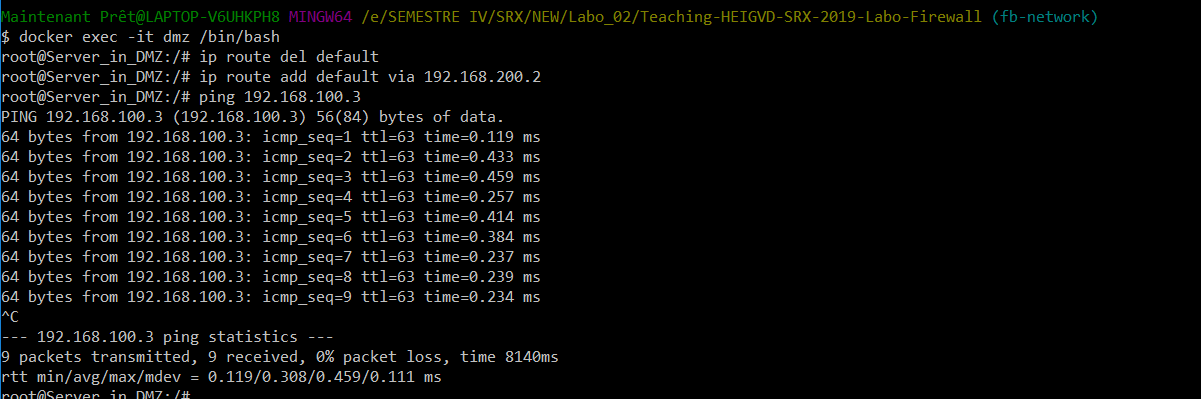 Maintenant Prêt@LAPTOP-V6UHKPH8 MINGW64 /e/SEMESTRE IV/SRX/NEW/Labo_02/Teaching-HEIGVD-SRX-2019-Labo-Firewall (fb-network)
$ docker exec -it dmz /bin/bash
root@Server_in_DMZ:/# ip route del default
root@Server_in_DMZ:/# ip route add default via 192.168.200.2
root@Server_in_DMZ:/# ping 192.168.100.3
PING 192.168.100.3 (192.168.100.3) 56(84) bytes of data.
64 bytes from 192.168.100.3: icmp_seq=1 ttl=63 time=0.119 ms
64 bytes from 192.168.100.3: icmp_seq=2 ttl=63 time=0.433 ms
64 bytes from 192.168.100.3: icmp_seq=3 ttl=63 time=0.459 ms
64 bytes from 192.168.100.3: icmp_seq=4 ttl=63 time=0.257 ms
64 bytes from 192.168.100.3: icmp_seq=5 ttl=63 time=0.414 ms
64 bytes from 192.168.100.3: icmp_seq=6 ttl=63 time=0.384 ms
64 bytes from 192.168.100.3: icmp_seq=7 ttl=63 time=0.237 ms
64 bytes from 192.168.100.3: icmp_seq=8 ttl=63 time=0.239 ms
64 bytes from 192.168.100.3: icmp_seq=9 ttl=63 time=0.234 ms
^C
--- 192.168.100.3 ping statistics ---
9 packets transmitted, 9 received, 0% packet loss, time 8140ms
rtt min/avg/max/mdev = 0.119/0.308/0.459/0.111 ms
root@Server_in_DMZ:/#